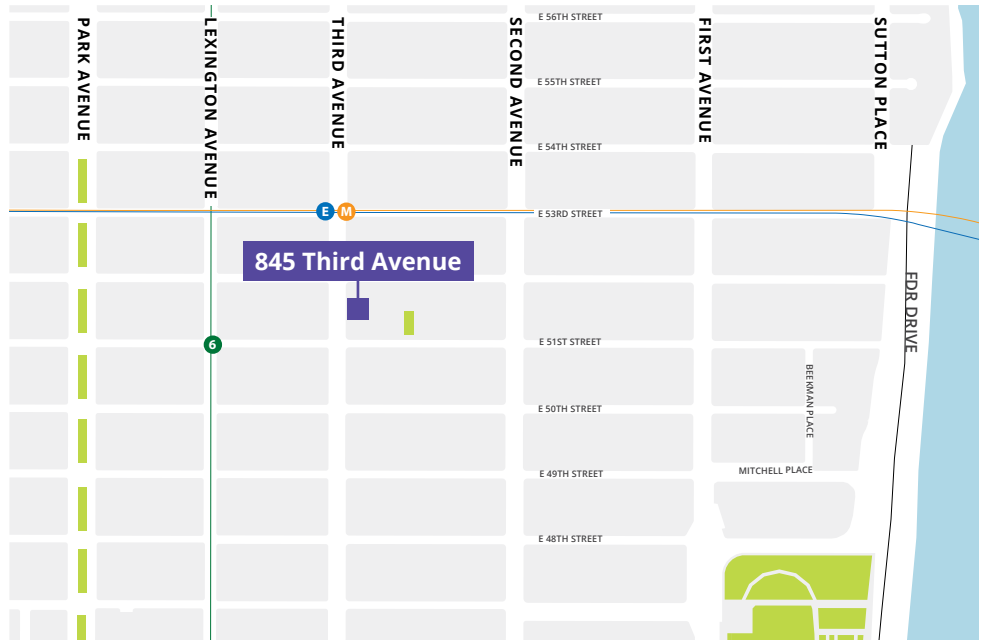 E 56TH STREET
PARK AVENUE
LEXINGTON AVENUE
THIRD AVENUE
SECOND AVENUE
FIRST AVENUE
SUTTON PLACE
E 55TH STREET
E 54TH STREET
E M
E 53RD STREET
845 Third Avenue
FDR DRIVE
6
E 51ST STREET
BEEKMAN PLACE
E 50TH STREET
MITCHELL PLACE
E 49TH STREET
E 48TH STREET